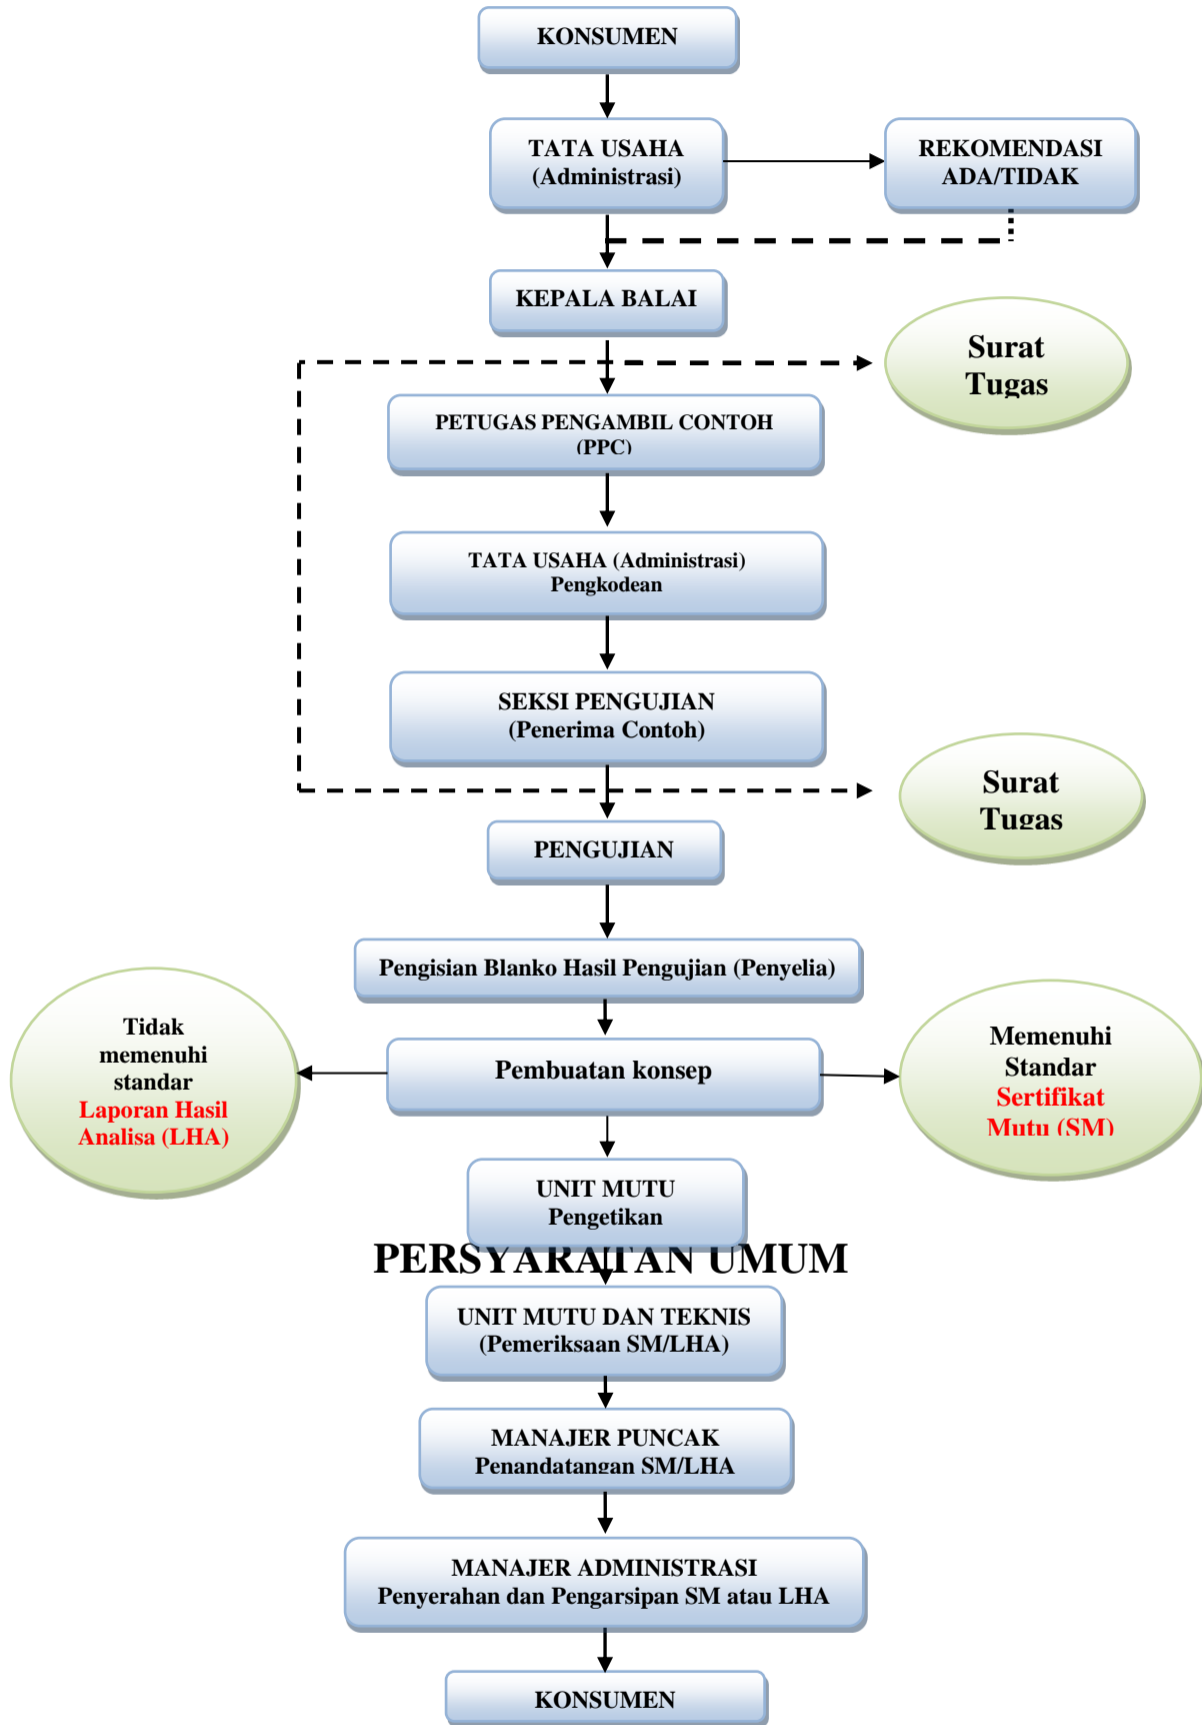 KONSUMEN
TATA USAHA
(Administrasi)
REKOMENDASI
ADA/TIDAK
KEPALA BALAI
Surat
Tugas
PETUGAS PENGAMBIL CONTOH
(PPC)
TATA USAHA (Administrasi)
Pengkodean
SEKSI PENGUJIAN
(Penerima Contoh)
Surat
Tugas
PENGUJIAN
Pengisian Blanko Hasil Pengujian (Penyelia)
Tidak
memenuhi
standar
Laporan Hasil
Analisa (LHA)
Pembuatan konsep
Memenuhi
Standar
Sertifikat
Mutu (SM)
UNIT MUTU
Pengetikan
PERSYARATAN UMUM
UNIT MUTU DAN TEKNIS
(Pemeriksaan SM/LHA)
MANAJER PUNCAK
Penandatangan SM/LHA
MANAJER ADMINISTRASI
Penyerahan dan Pengarsipan SM atau LHA
KONSUMEN